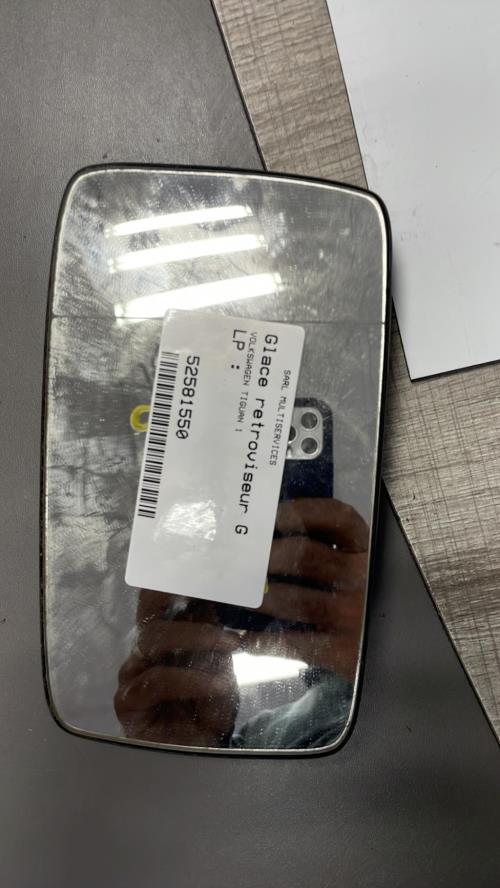 SARL MULTISERVICES
Glace retroviseur G
VOLKSWAGEN TIGUAN 1
LP :
52581550